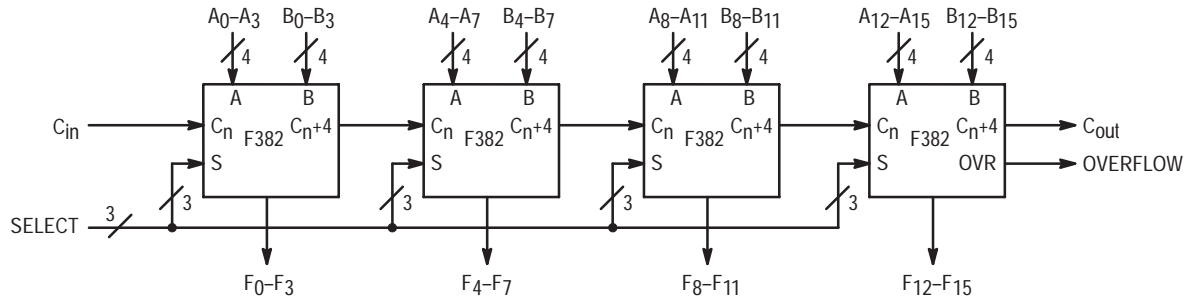 A₀–A₃ B₀–B₃ A₄–A₇ B₄–B₇ A₈–A₁₁ B₈–B₁₁ A₁₂–A₁₅ B₁₂–B₁₅
4 4 4 4 4 4 4 4
A B A B A B A B
Cᵢₙ Cₙ F382 Cₙ₊₄ Cₙ F382 Cₙ₊₄ Cₙ F382 Cₙ₊₄ Cₙ F382 Cₙ₊₄ Cₒᵤₜ
S S S S OVR OVERFLOW
3 3 3 3
SELECT 3
F₀–F₃ F₄–F₇ F₈–F₁₁ F₁₂–F₁₅